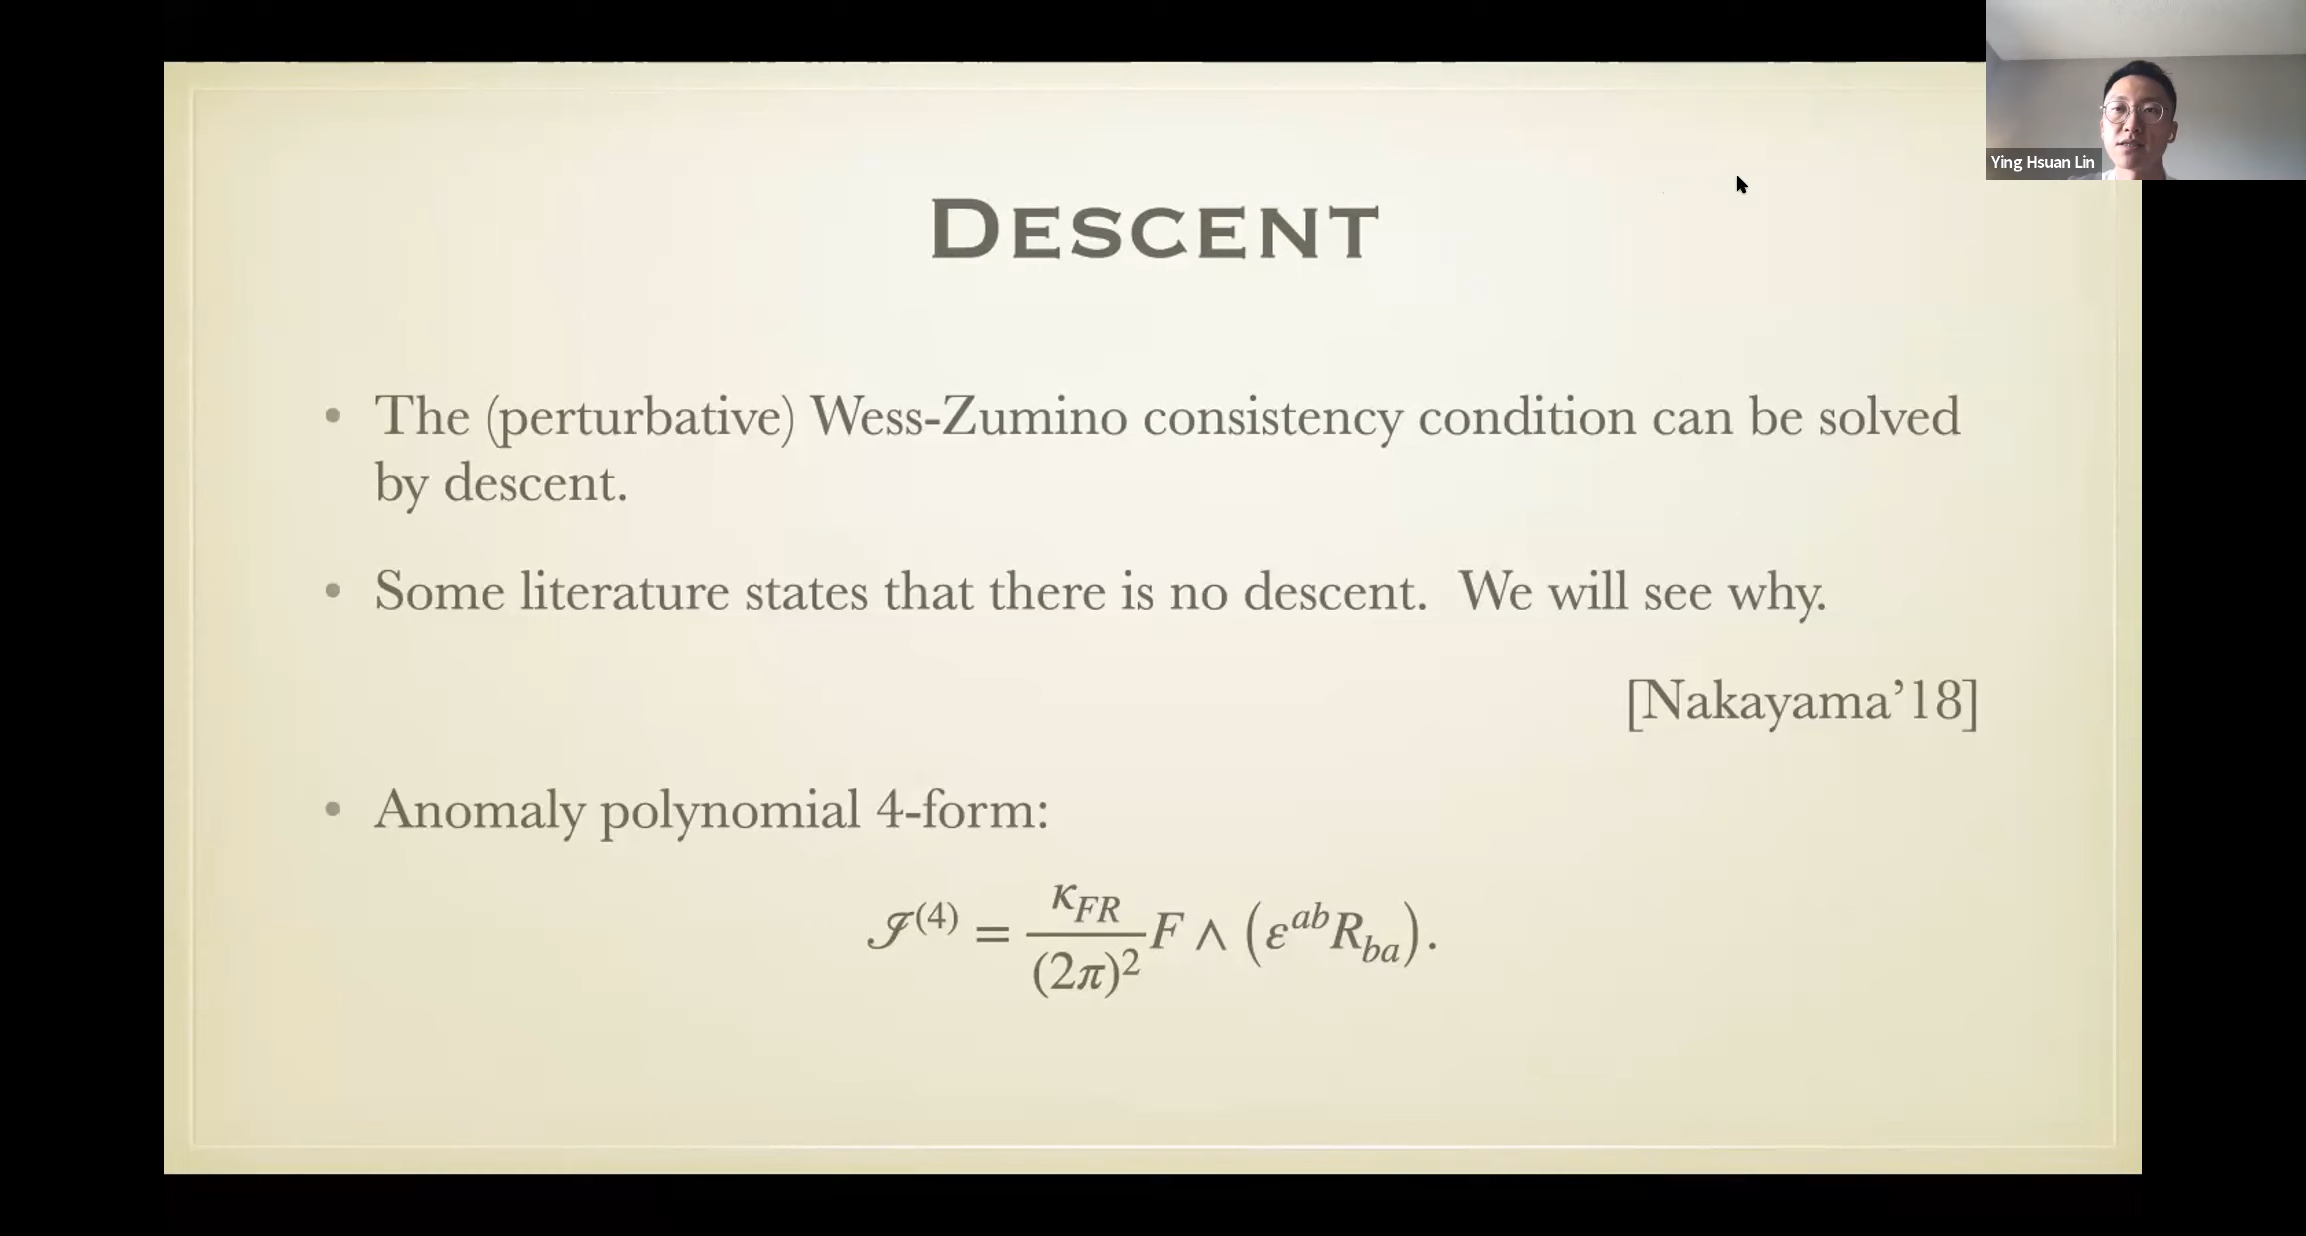 Ying Hsuan Lin
DESCENT
• The (perturbative) Wess-Zumino consistency condition can be solved
by descent.
• Some literature states that there is no descent. We will see why.
[Nakayama’18]
• Anomaly polynomial 4-form:
𝓘^(4) = κ_FR/(2π)^2 F ∧ (ε^ab R_ba).